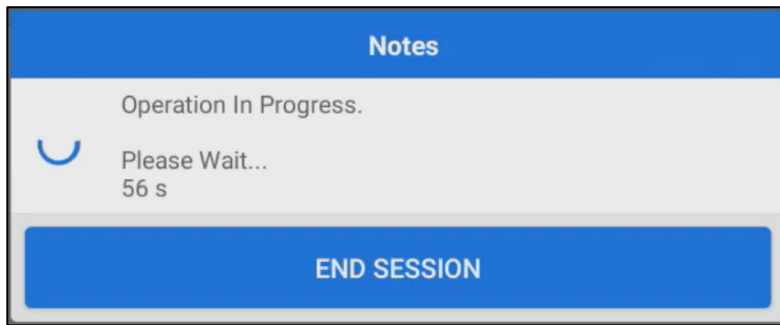 Notes
Operation In Progress.
Please Wait...
56 s
END SESSION